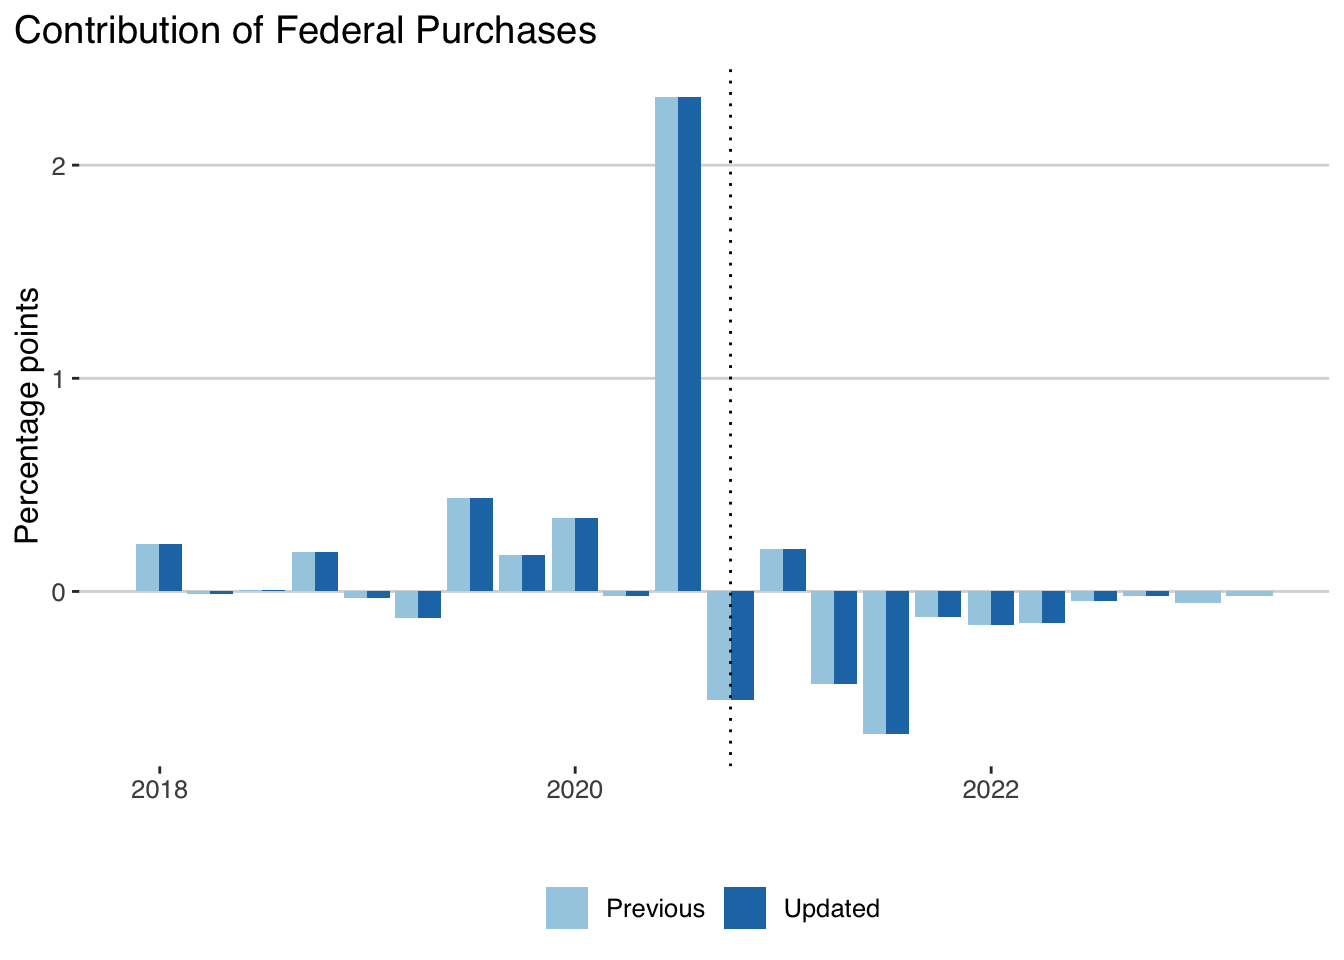 Contribution of Federal Purchases
Percentage points
2
1
0
2018
2020
2022
Previous
Updated